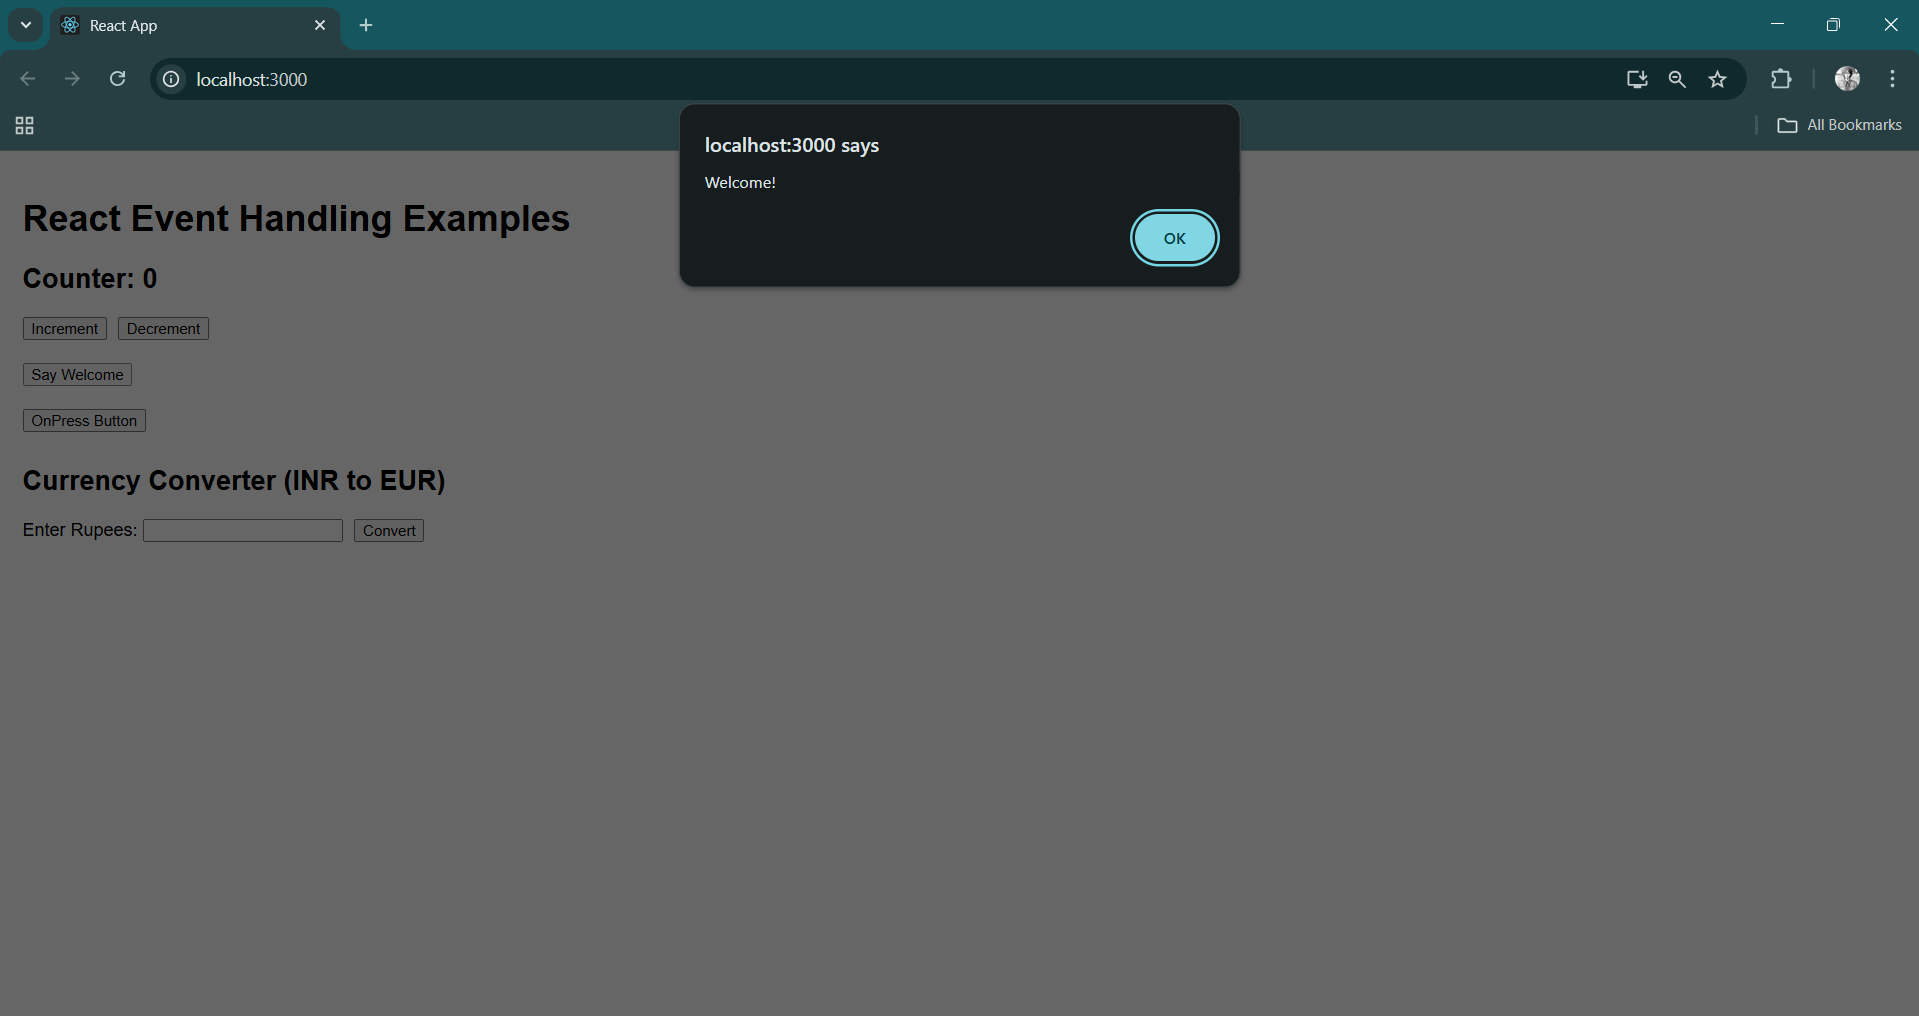 React App
localhost:3000
All Bookmarks
localhost:3000 says
Welcome!
OK
React Event Handling Examples
Counter: 0
Increment Decrement
Say Welcome
OnPress Button
Currency Converter (INR to EUR)
Enter Rupees: Convert